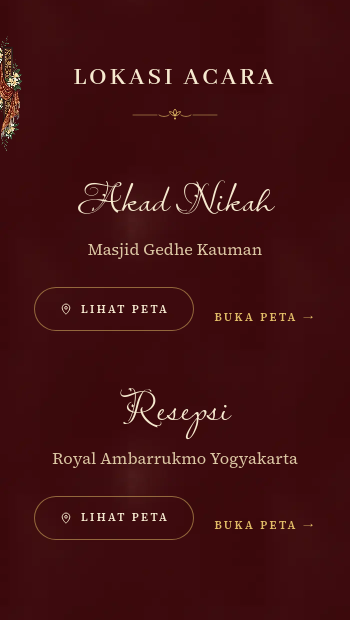 LOKASI ACARA
Akad Nikah
Masjid Gedhe Kauman
LIHAT PETA
BUKA PETA →
Resepsi
Royal Ambarrukmo Yogyakarta
LIHAT PETA
BUKA PETA →